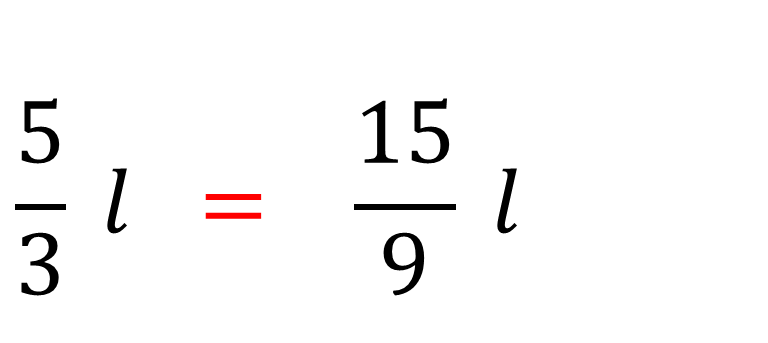 5/3 l = 15/9 l